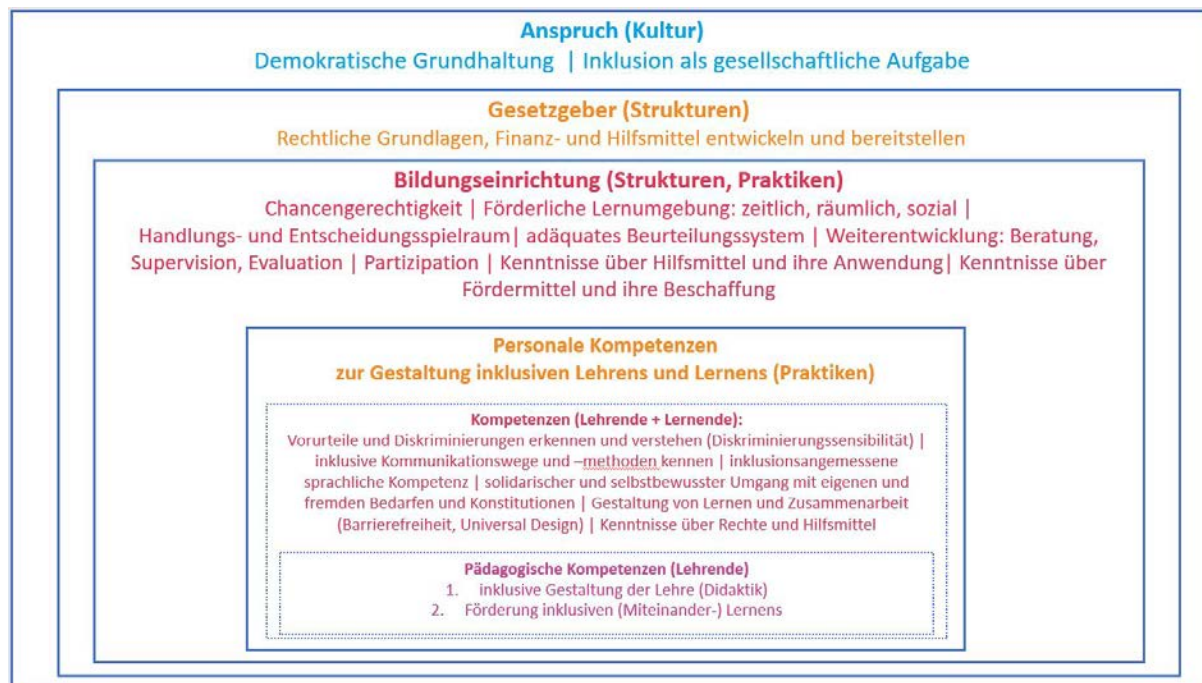 Anspruch (Kultur)
Demokratische Grundhaltung | Inklusion als gesellschaftliche Aufgabe
Gesetzgeber (Strukturen)
Rechtliche Grundlagen, Finanz- und Hilfsmittel entwickeln und bereitstellen
Bildungseinrichtung (Strukturen, Praktiken)
Chancengerechtigkeit | Förderliche Lernumgebung: zeitlich, räumlich, sozial |
Handlungs- und Entscheidungsspielraum| adäquates Beurteilungssystem | Weiterentwicklung: Beratung,
Supervision, Evaluation | Partizipation | Kenntnisse über Hilfsmittel und ihre Anwendung| Kenntnisse über
Fördermittel und ihre Beschaffung
Personale Kompetenzen
zur Gestaltung inklusiven Lehrens und Lernens (Praktiken)
Kompetenzen (Lehrende + Lernende):
Vorurteile und Diskriminierungen erkennen und verstehen (Diskriminierungssensibilität) |
inklusive Kommunikationswege und –methoden kennen | inklusionsangemessene
sprachliche Kompetenz | solidarischer und selbstbewusster Umgang mit eigenen und
fremden Bedarfen und Konstitutionen | Gestaltung von Lernen und Zusammenarbeit
(Barrierefreiheit, Universal Design) | Kenntnisse über Rechte und Hilfsmittel
Pädagogische Kompetenzen (Lehrende)
1. inklusive Gestaltung der Lehre (Didaktik)
2. Förderung inklusiven (Miteinander-) Lernens